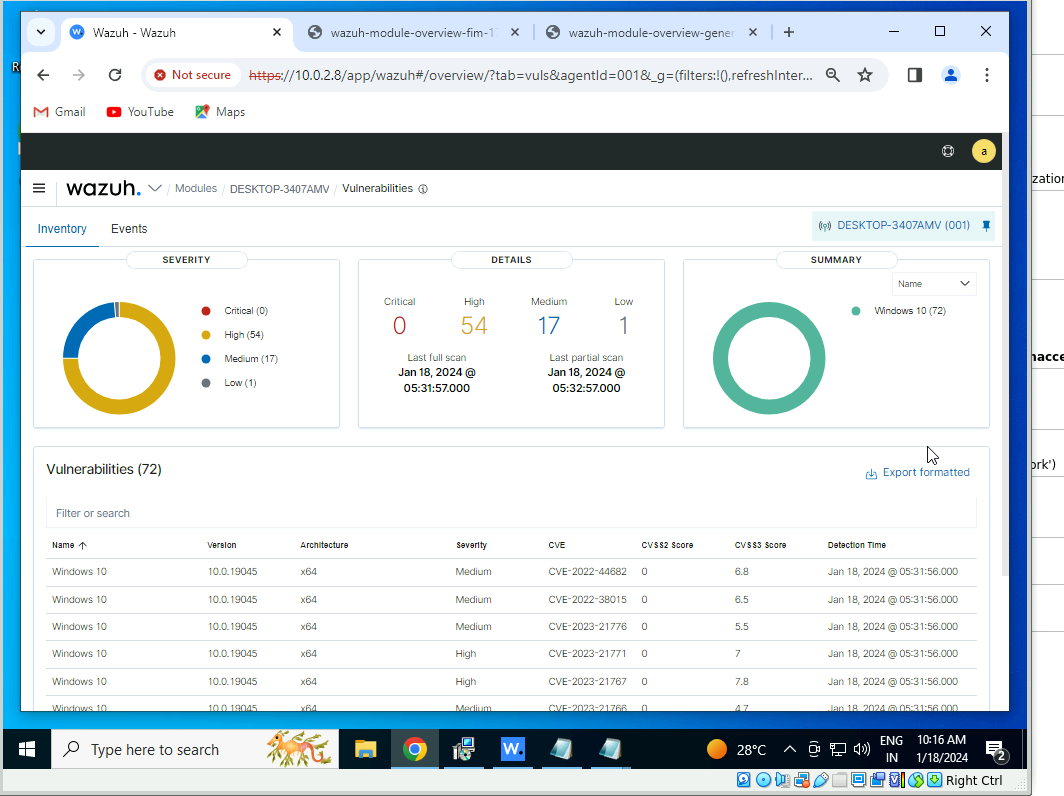 Wazuh - Wazuh
wazuh-module-overview-fim-1
wazuh-module-overview-gener
Not secure
https://10.0.2.8/app/wazuh#/overview/?tab=vuls&agentId=001&_g=(filters:!(),refreshInter...
Gmail
YouTube
Maps
a
wazuh.
/ Modules / DESKTOP-3407AMV / Vulnerabilities
Inventory
Events
DESKTOP-3407AMV (001)
SEVERITY
Critical (0)
High (54)
Medium (17)
Low (1)
DETAILS
Critical High Medium Low
0 54 17 1
Last full scan
Jan 18, 2024 @
05:31:57.000
Last partial scan
Jan 18, 2024 @
05:32:57.000
SUMMARY
Name
Windows 10 (72)
Vulnerabilities (72)
Export formatted
Filter or search
Name Version Architecture Severity CVE CVSS2 Score CVSS3 Score Detection Time
Windows 10 10.0.19045 x64 Medium CVE-2022-44682 0 6.8 Jan 18, 2024 @ 05:31:56.000
Windows 10 10.0.19045 x64 Medium CVE-2022-38015 0 6.5 Jan 18, 2024 @ 05:31:56.000
Windows 10 10.0.19045 x64 Medium CVE-2023-21776 0 5.5 Jan 18, 2024 @ 05:31:56.000
Windows 10 10.0.19045 x64 High CVE-2023-21771 0 7 Jan 18, 2024 @ 05:31:56.000
Windows 10 10.0.19045 x64 High CVE-2023-21767 0 7.8 Jan 18, 2024 @ 05:31:56.000
Windows 10 10.0.19045 x64 Medium CVE-2023-21766 0 4.7 Jan 18, 2024 @ 05:31:56.000
zation
nacce
ork')
Type here to search
W.
28°C
ENG
IN
10:16 AM
1/18/2024
2
Right Ctrl